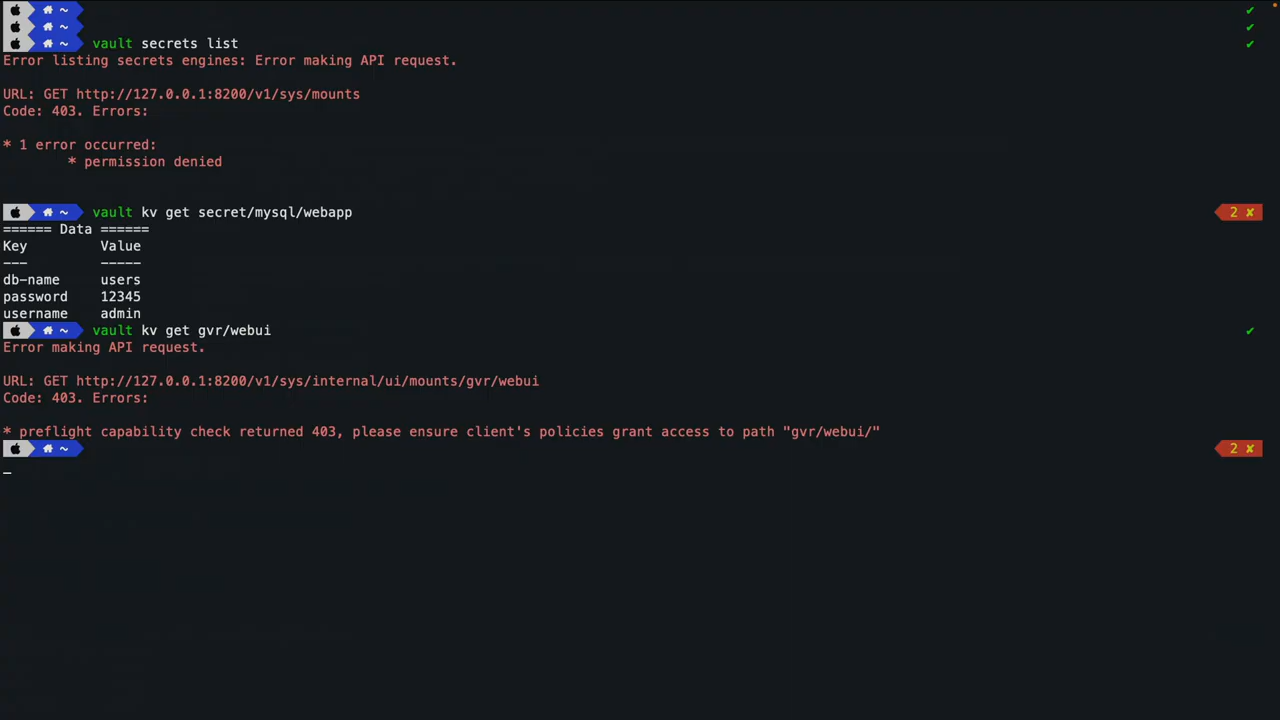 ~
~
~ vault secrets list
Error listing secrets engines: Error making API request.
URL: GET http://127.0.0.1:8200/v1/sys/mounts
Code: 403. Errors:
* 1 error occurred:
* permission denied
~ vault kv get secret/mysql/webapp 2 ✘
====== Data ======
Key Value
--- -----
db-name users
password 12345
username admin
~ vault kv get gvr/webui
Error making API request.
URL: GET http://127.0.0.1:8200/v1/sys/internal/ui/mounts/gvr/webui
Code: 403. Errors:
* preflight capability check returned 403, please ensure client's policies grant access to path "gvr/webui/"
~ 2 ✘